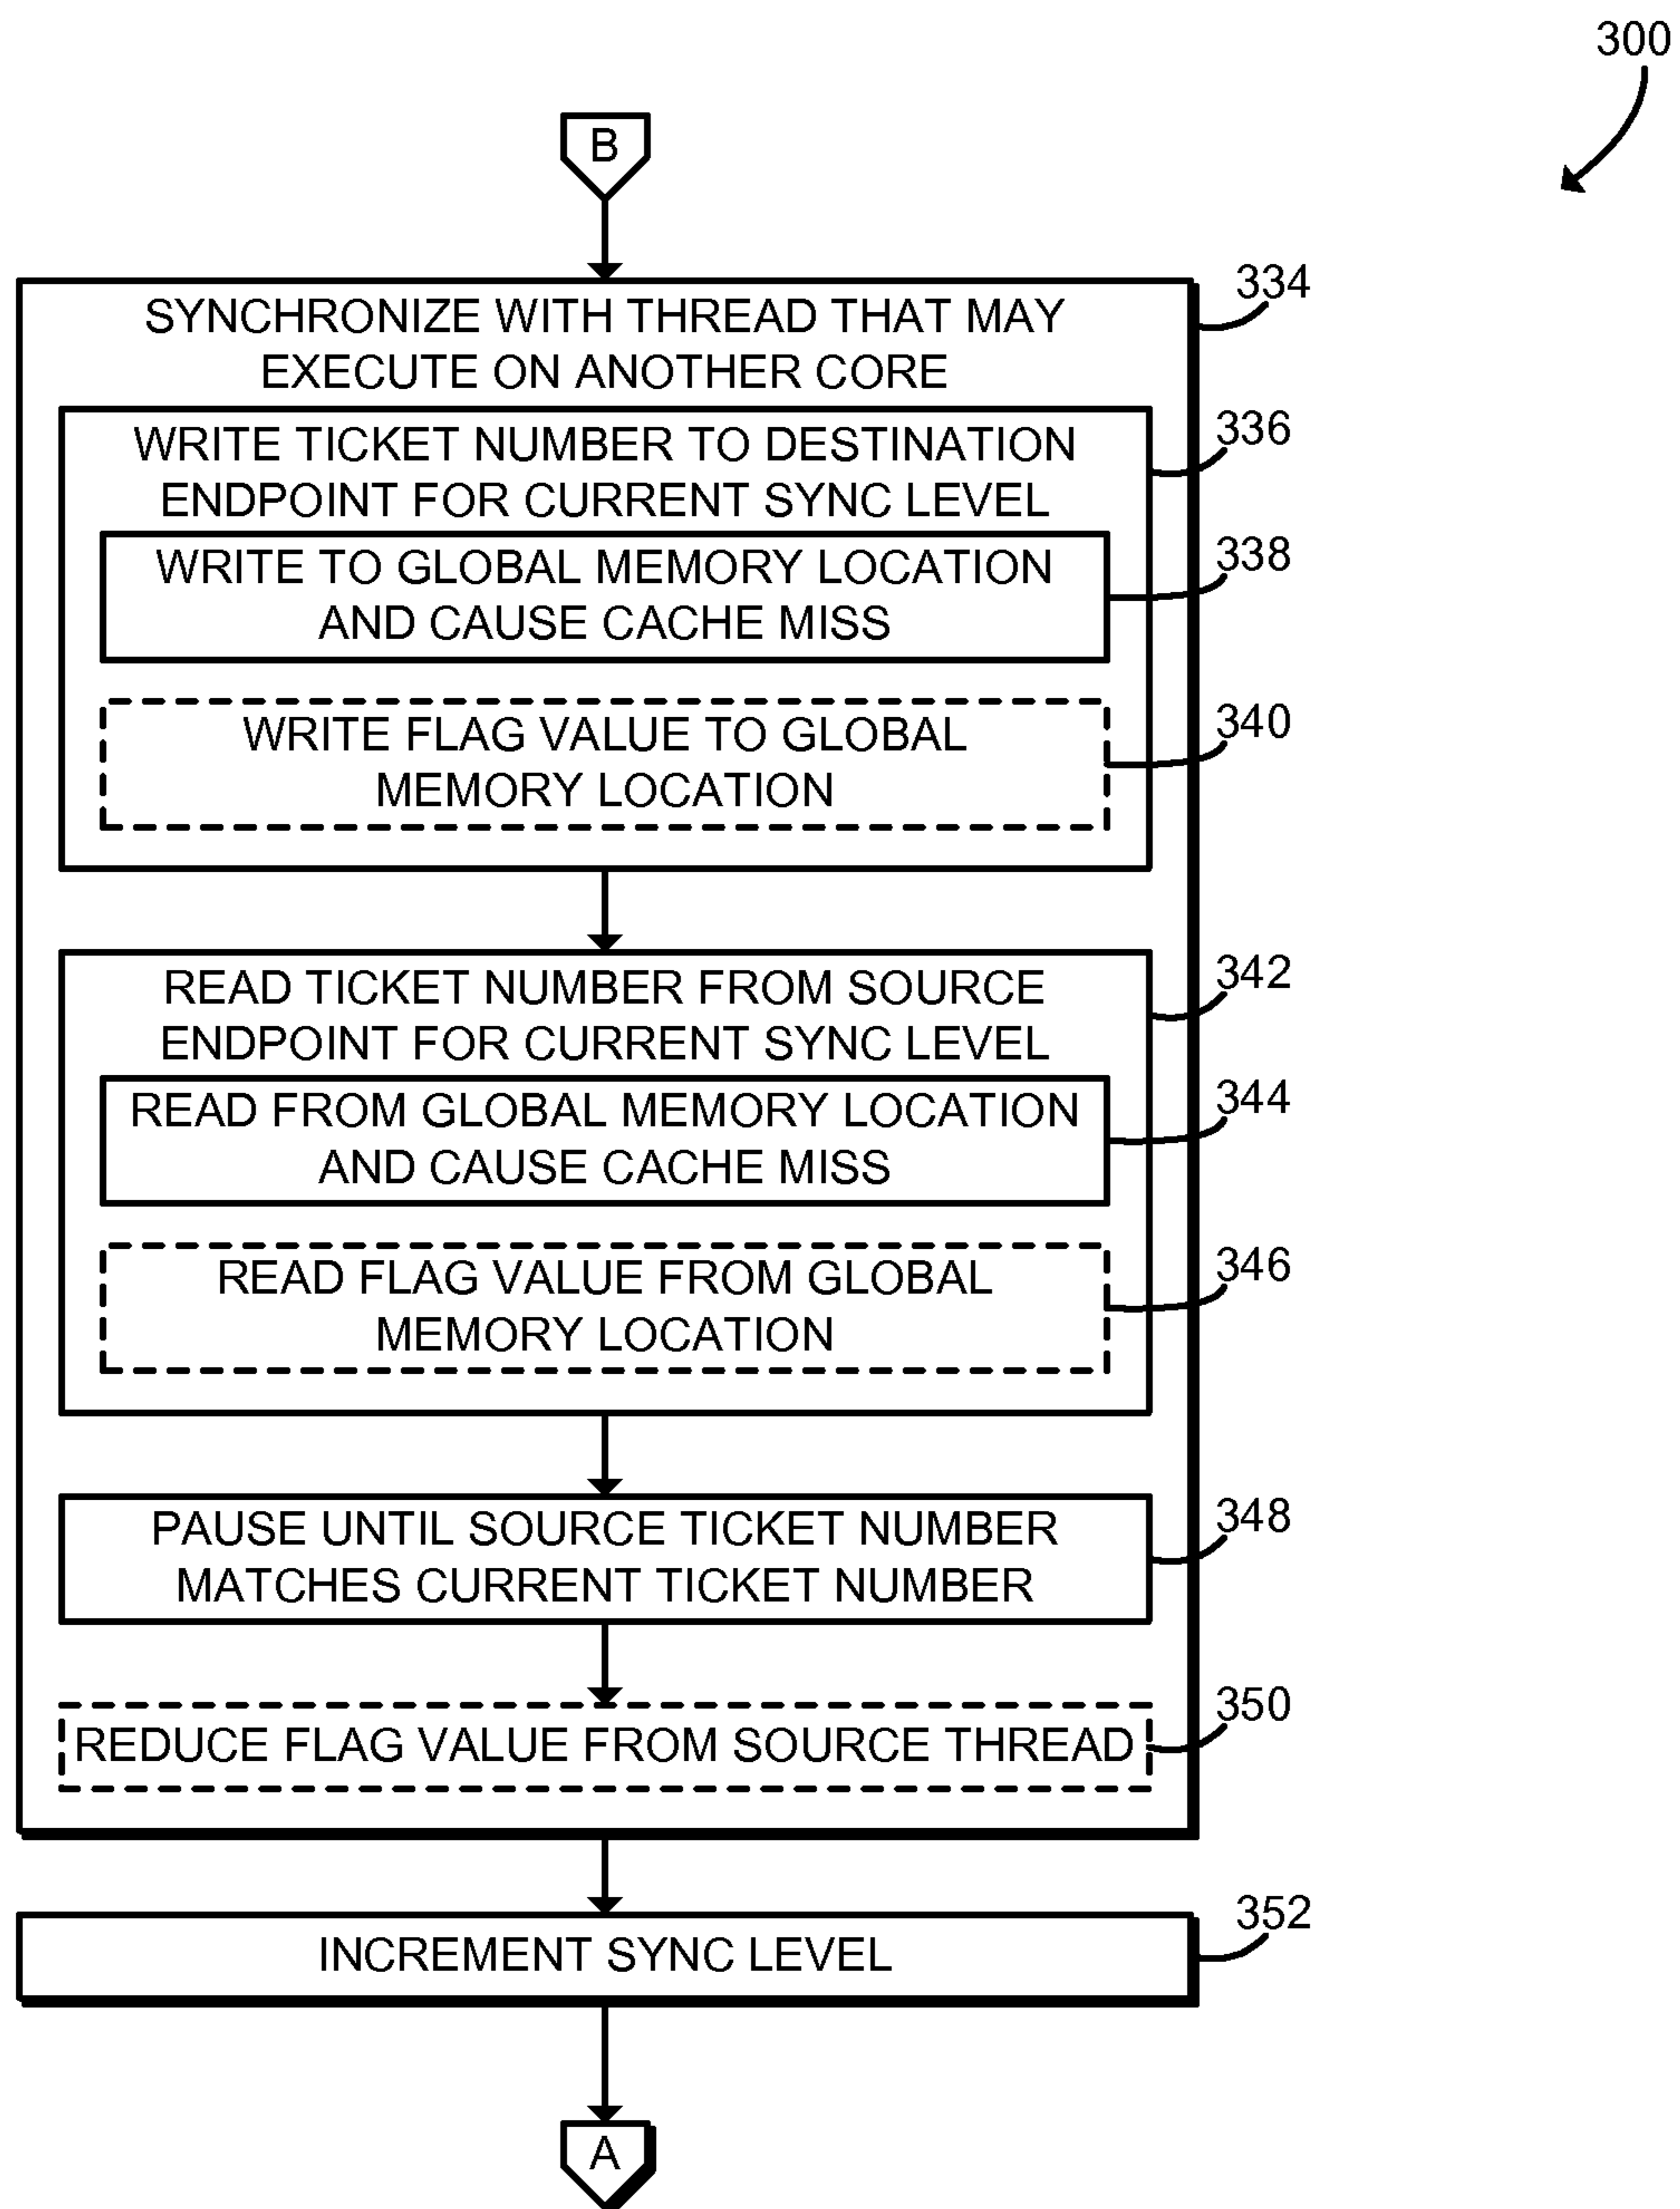 300
B
334
SYNCHRONIZE WITH THREAD THAT MAY
EXECUTE ON ANOTHER CORE
336
WRITE TICKET NUMBER TO DESTINATION
ENDPOINT FOR CURRENT SYNC LEVEL
338
WRITE TO GLOBAL MEMORY LOCATION
AND CAUSE CACHE MISS
340
WRITE FLAG VALUE TO GLOBAL
MEMORY LOCATION
342
READ TICKET NUMBER FROM SOURCE
ENDPOINT FOR CURRENT SYNC LEVEL
344
READ FROM GLOBAL MEMORY LOCATION
AND CAUSE CACHE MISS
346
READ FLAG VALUE FROM GLOBAL
MEMORY LOCATION
348
PAUSE UNTIL SOURCE TICKET NUMBER
MATCHES CURRENT TICKET NUMBER
350
REDUCE FLAG VALUE FROM SOURCE THREAD
352
INCREMENT SYNC LEVEL
A